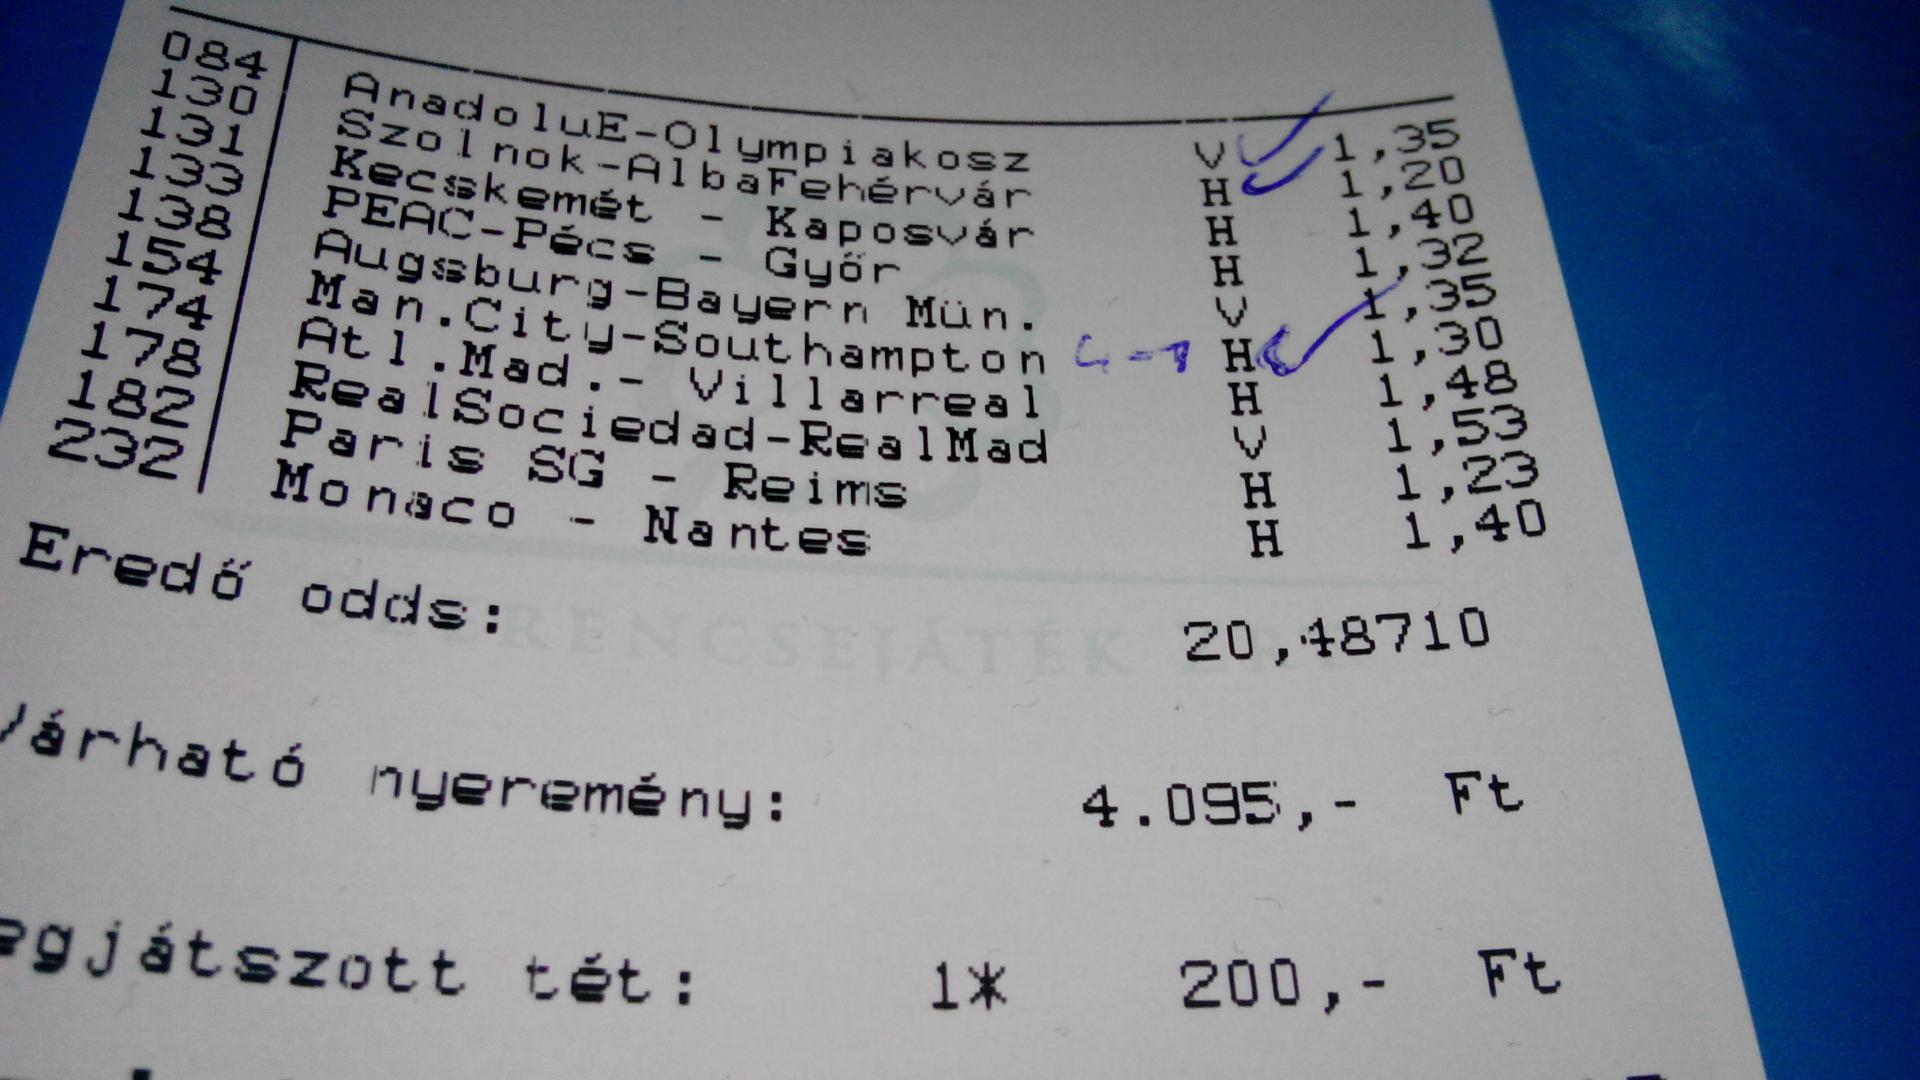 084 AnadoluE-Olympiakosz V 1,35
130 Szolnok-AlbaFehérvár H 1,20
131 Kecskemét - Kaposvár H 1,40
133 PEAC-Pécs - Győr H 1,32
138 Augsburg-Bayern Mün. V 1,35
154 Man.City-Southampton 4-1 H 1,30
174 Atl.Mad.- Villarreal H 1,48
178 RealSociedad-RealMad V 1,53
182 Paris SG - Reims H 1,23
232 Monaco - Nantes H 1,40
Eredő odds: 20,48710
ERENCSEJÁTÉK
Várható nyeremény: 4.095,- Ft
egjátszott tét: 1* 200,- Ft